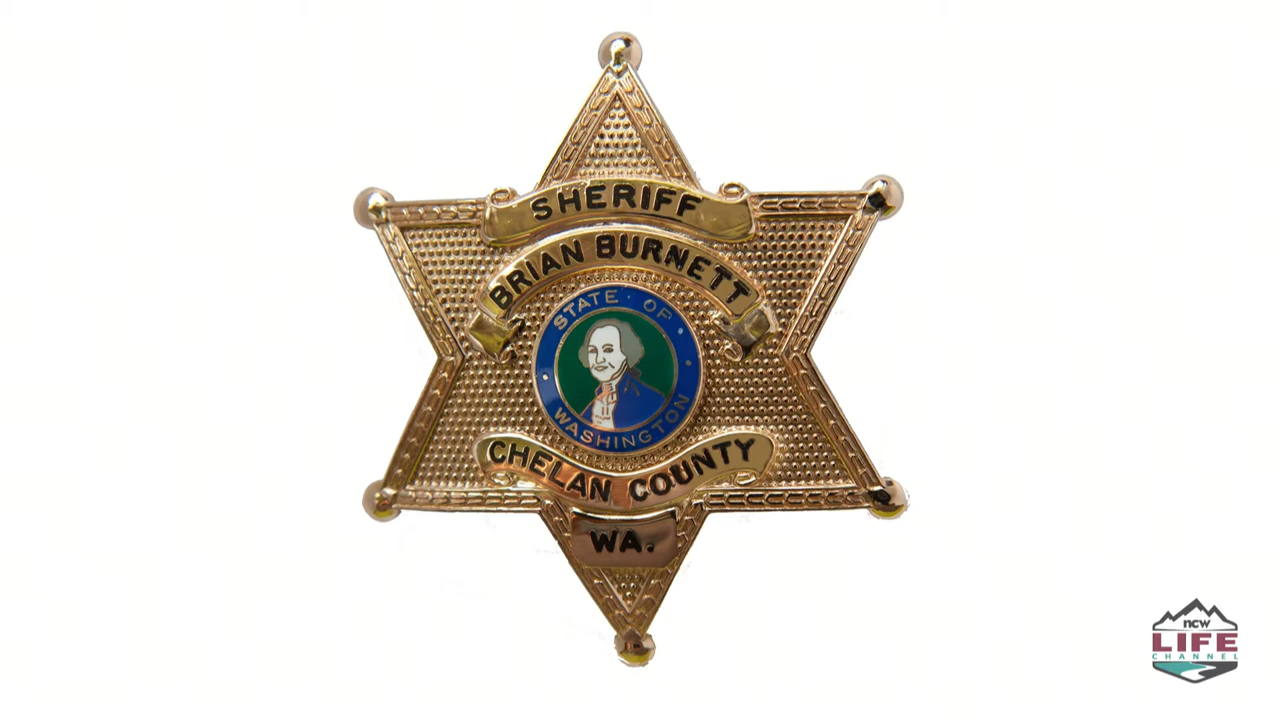 SHERIFF
BRIAN BURNETT
STATE OF
WASHINGTON
CHELAN COUNTY
WA.
ncw
LIFE
CHANNEL